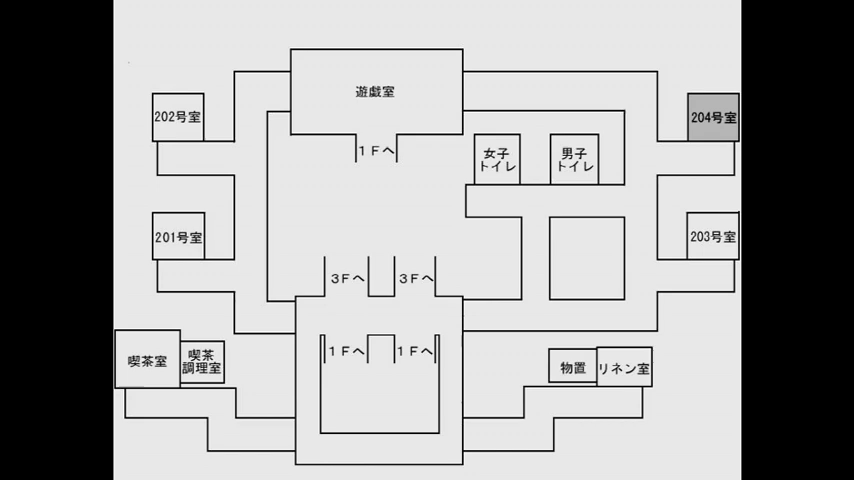 遊戯室
１Ｆへ
202号室
204号室
女子
トイレ
男子
トイレ
201号室
203号室
３Ｆへ
３Ｆへ
喫茶室
喫茶
調理室
１Ｆへ
１Ｆへ
物置
リネン室